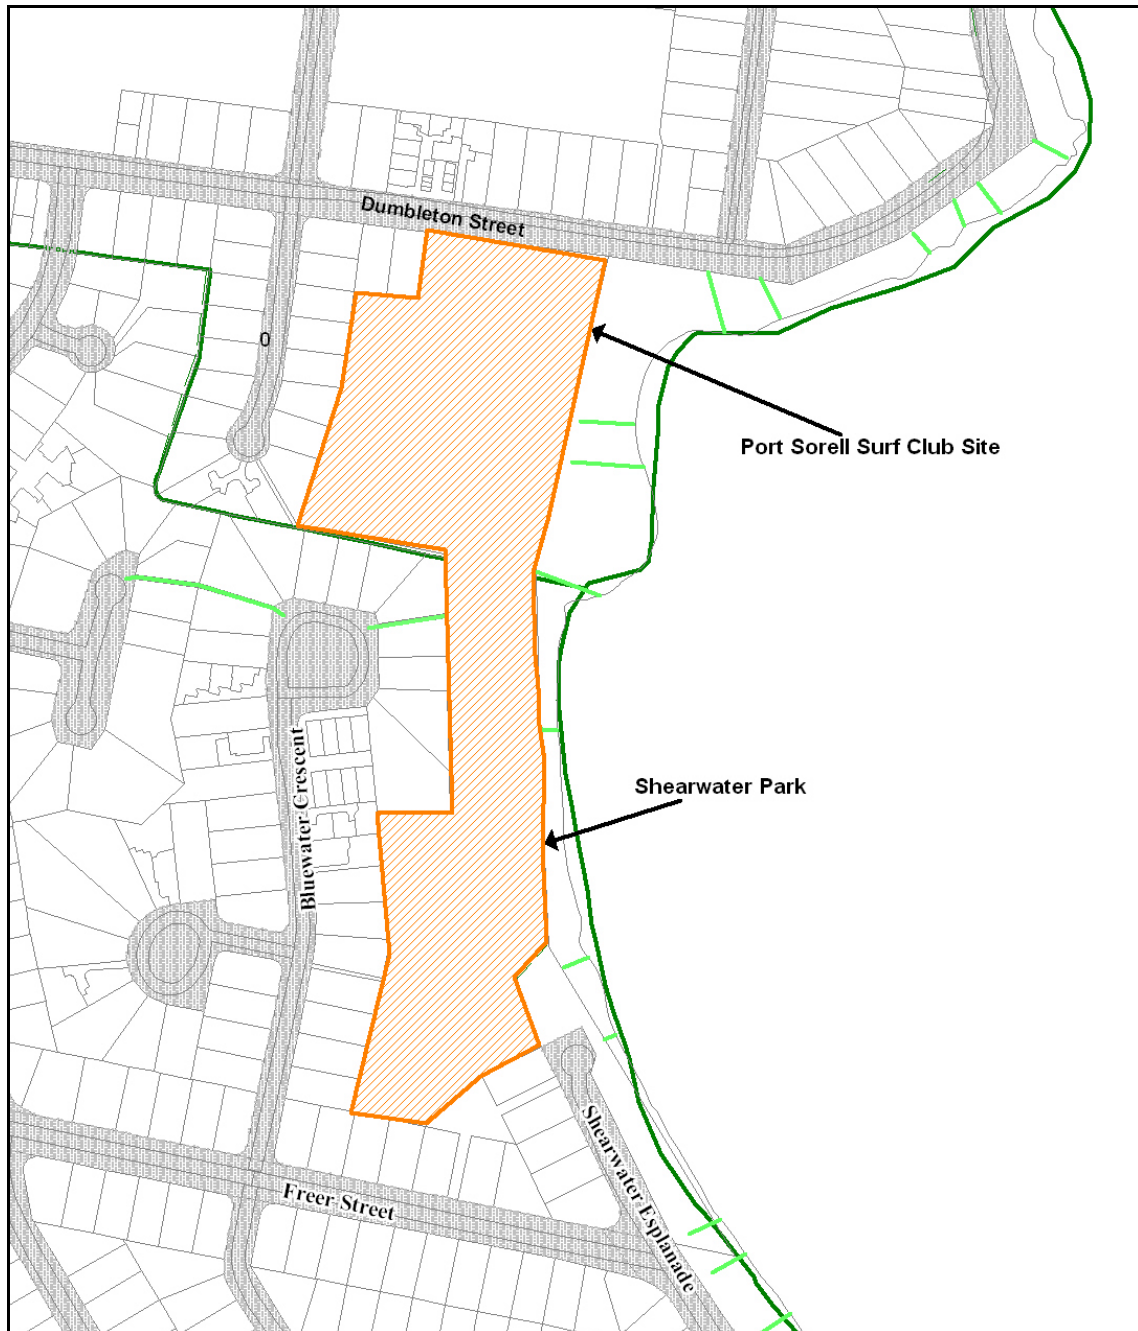 Dumbleton Street
0
Port Sorell Surf Club Site
Shearwater Park
Bluewater Crescent
Shearwater Esplanade
Freer Street